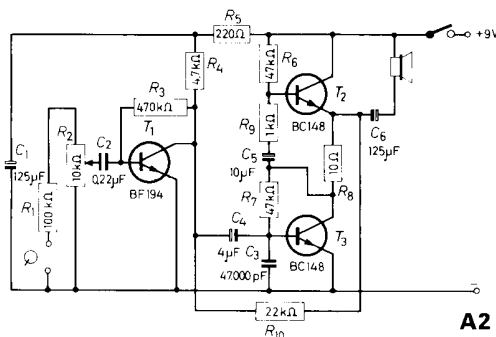 R5
220Ω
+9V
R4
4,7kΩ
R6
47kΩ
T2
BC148
R3
470kΩ
T1
R9
1kΩ
C6
125µF
C1
125µF
R2
10kΩ
C2
0,22µF
BF194
C5
10µF
10Ω
R8
R1
100kΩ
R7
47kΩ
C4
4µF
C3
47000pF
T3
BC148
22kΩ
R10
−
A2